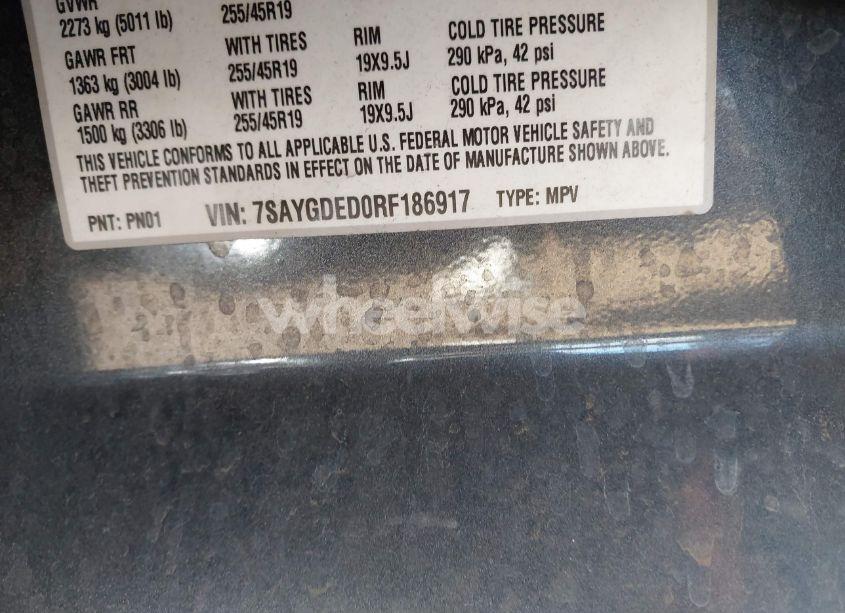 GVWR
2273 kg (5011 lb) 255/45R19
GAWR FRT WITH TIRES RIM COLD TIRE PRESSURE
1363 kg (3004 lb) 255/45R19 19X9.5J 290 kPa, 42 psi
GAWR RR WITH TIRES RIM COLD TIRE PRESSURE
1500 kg (3306 lb) 255/45R19 19X9.5J 290 kPa, 42 psi
THIS VEHICLE CONFORMS TO ALL APPLICABLE U.S. FEDERAL MOTOR VEHICLE SAFETY AND
THEFT PREVENTION STANDARDS IN EFFECT ON THE DATE OF MANUFACTURE SHOWN ABOVE.
PNT: PN01 VIN: 7SAYGDED0RF186917 TYPE: MPV
wheelwise